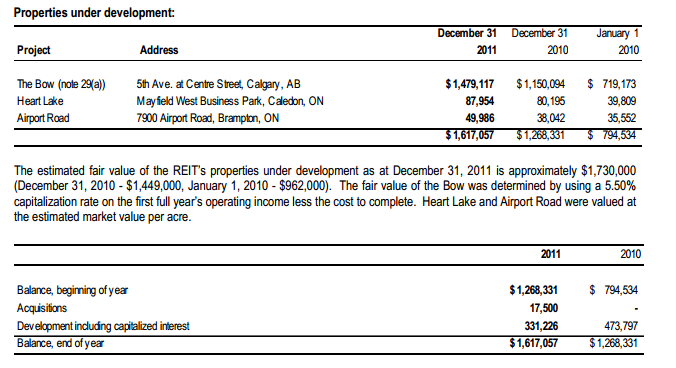 Properties under development:
December 31 December 31 January 1
Project Address 2011 2010 2010
The Bow (note 29(a)) 5th Ave. at Centre Street, Calgary, AB $ 1,479,117 $ 1,150,094 $ 719,173
Heart Lake Mayfield West Business Park, Caledon, ON 87,954 80,195 39,809
Airport Road 7900 Airport Road, Brampton, ON 49,986 38,042 35,552
$ 1,617,057 $ 1,268,331 $ 794,534
The estimated fair value of the REIT's properties under development as at December 31, 2011 is approximately $1,730,000
(December 31, 2010 - $1,449,000, January 1, 2010 - $962,000). The fair value of the Bow was determined by using a 5.50%
capitalization rate on the first full year's operating income less the cost to complete. Heart Lake and Airport Road were valued at
the estimated market value per acre.
2011 2010
Balance, beginning of year $ 1,268,331 $ 794,534
Acquisitions 17,500 -
Development including capitalized interest 331,226 473,797
Balance, end of year $ 1,617,057 $ 1,268,331